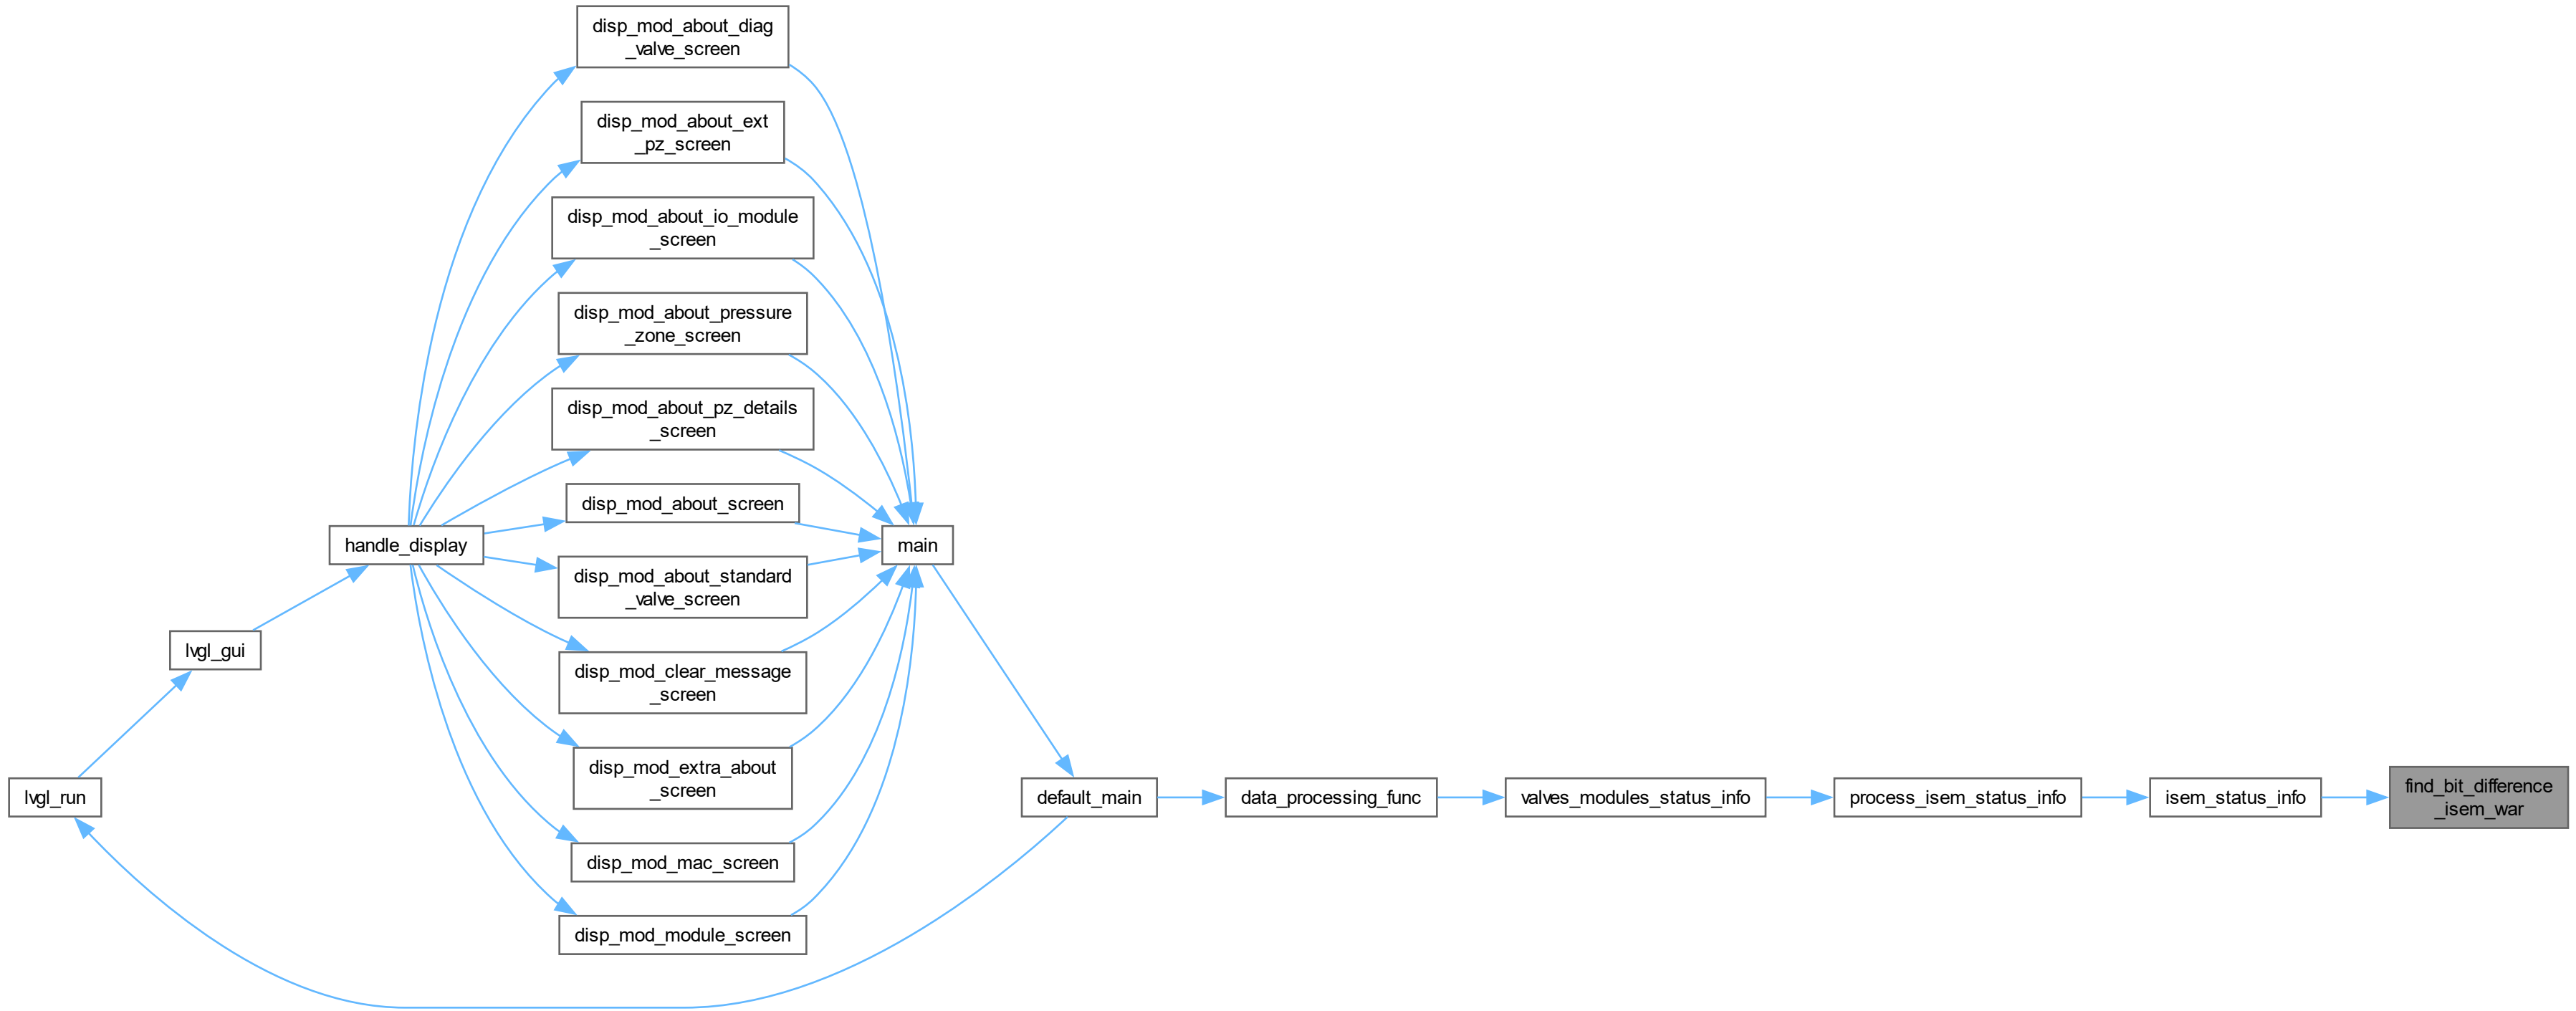 disp_mod_about_diag
_valve_screen
disp_mod_about_ext
_pz_screen
disp_mod_about_io_module
_screen
disp_mod_about_pressure
_zone_screen
disp_mod_about_pz_details
_screen
disp_mod_about_screen
handle_display
main
disp_mod_about_standard
_valve_screen
lvgl_gui
disp_mod_clear_message
_screen
disp_mod_extra_about
_screen
lvgl_run
default_main
data_processing_func
valves_modules_status_info
process_isem_status_info
isem_status_info
find_bit_difference
_isem_war
disp_mod_mac_screen
disp_mod_module_screen